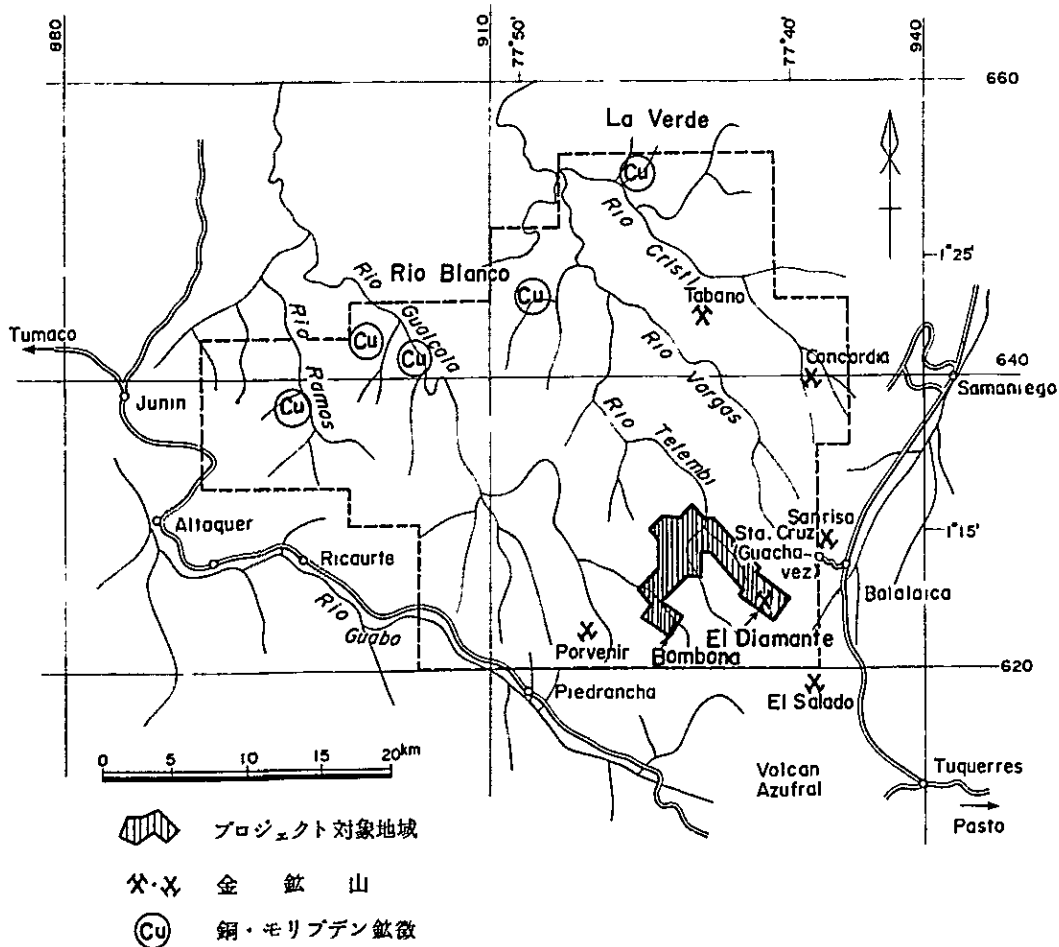 880
910
77°50'
77°40'
940
660
La Verde
Cu
Rio Cristi
1°25'
Rio Blanco
Rio Gualcala
Cu
Tabano
Tumaco
Cu
Cu
Rio Ramos
Rio Vargas
Concordia
640
Samaniego
Junin
Cu
Rio Telembi
Altaquer
Sanrisa
1°15'
Sta. Cruz
(Guacha-
vez)
Ricaurte
Balalaica
Rio Guabo
El Diamante
Porvenir
Bombona
620
Piedrancha
El Salado
0 5 10 15 20km
Volcan
Azufral
Tuquerres
Pasto
プロジェクト対象地域
金鉱山
Cu
銅・モリブデン鉱徴